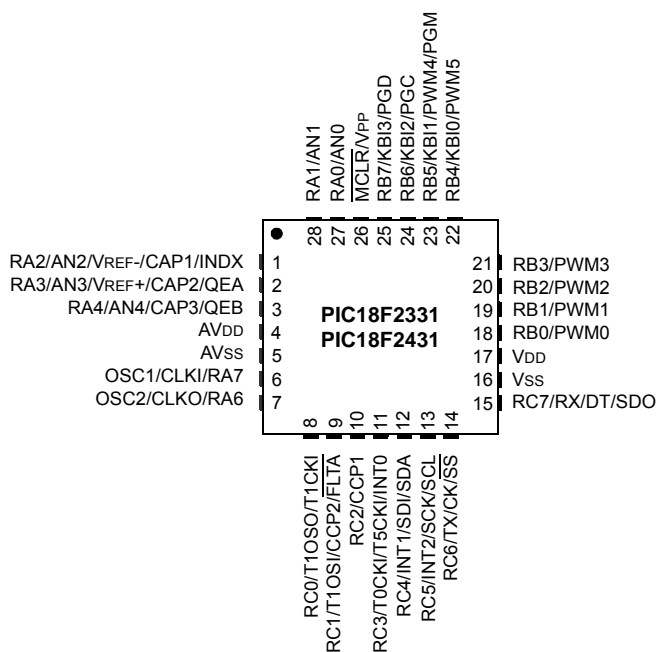 RA1/AN1
RA0/AN0
MCLR/VPP
RB7/KBI3/PGD
RB6/KBI2/PGC
RB5/KBI1/PWM4/PGM
RB4/KBI0/PWM5
28
27
26
25
24
23
22
RA2/AN2/VREF-/CAP1/INDX
RA3/AN3/VREF+/CAP2/QEA
RA4/AN4/CAP3/QEB
AVDD
AVSS
OSC1/CLKI/RA7
OSC2/CLKO/RA6
1
2
3
4
5
6
7
PIC18F2331
PIC18F2431
21
20
19
18
17
16
15
RB3/PWM3
RB2/PWM2
RB1/PWM1
RB0/PWM0
VDD
VSS
RC7/RX/DT/SDO
8
9
10
11
12
13
14
RC0/T1OSO/T1CKI
RC1/T1OSI/CCP2/FLTA
RC2/CCP1
RC3/T0CKI/T5CKI/INT0
RC4/INT1/SDI/SDA
RC5/INT2/SCK/SCL
RC6/TX/CK/SS